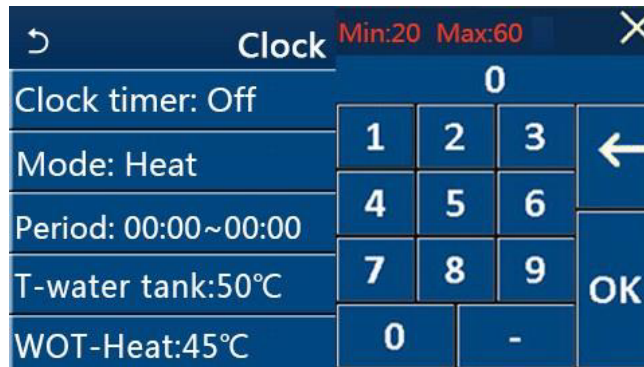 Clock
Clock timer: Off
Mode: Heat
Period: 00:00~00:00
T-water tank:50℃
WOT-Heat:45℃
Min:20 Max:60
0
1 2 3
4 5 6
7 8 9
0 -
OK